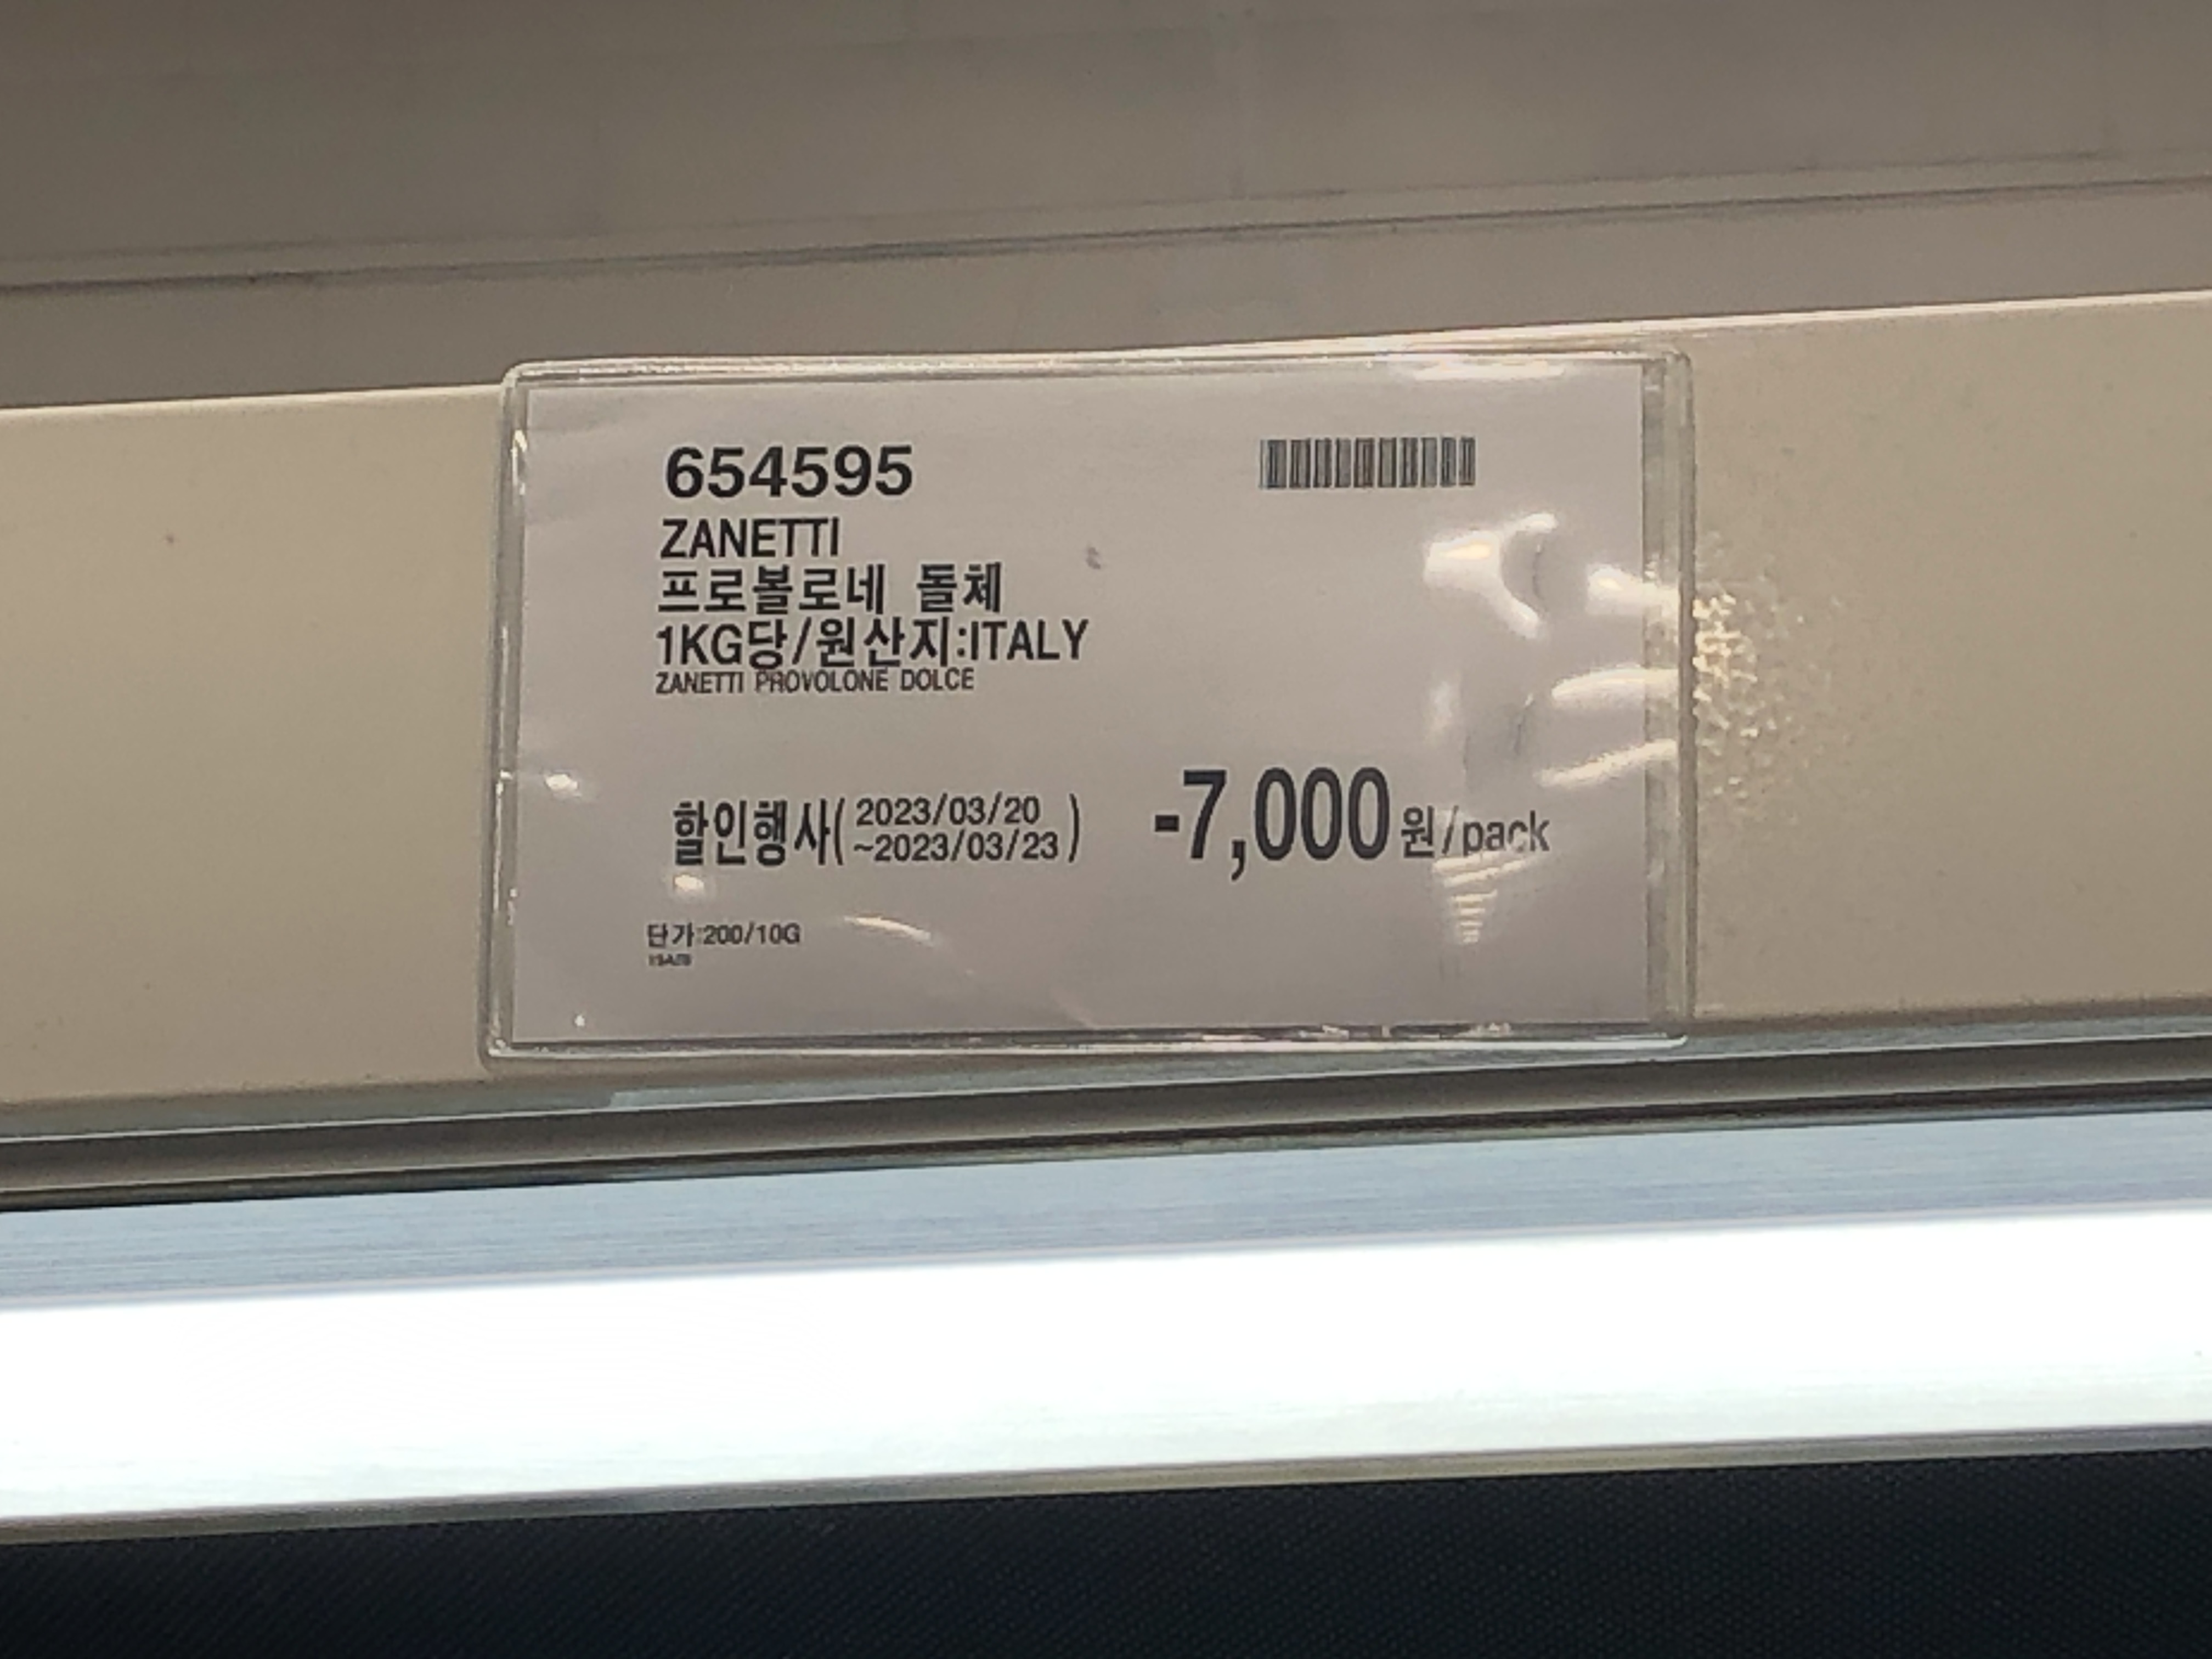 654595
ZANETTI
프로볼로네 돌체
1KG당/원산지:ITALY
ZANETTI PROVOLONE DOLCE
할인행사( 2023/03/20 ~2023/03/23 ) -7,000원/pack
단가:200/10G